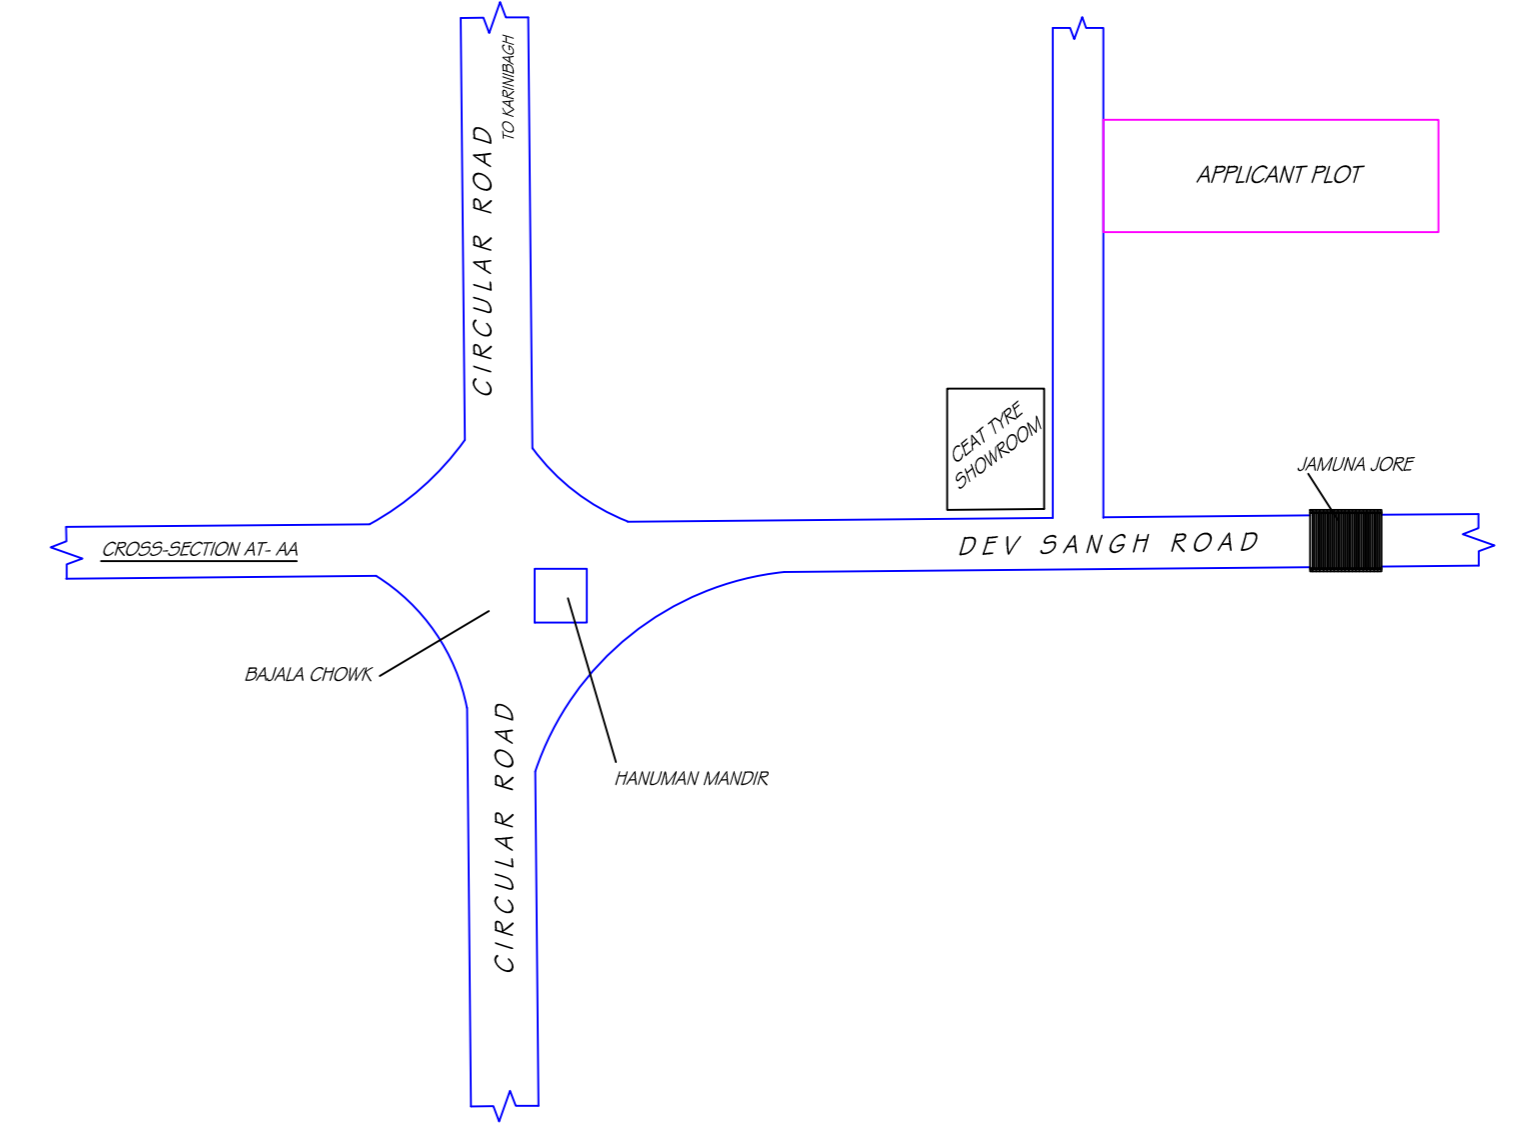 TO KARINIBAGH
CIRCULAR ROAD
APPLICANT PLOT
CEAT TYRE
SHOWROOM
JAMUNA JORE
CROSS-SECTION AT- AA
DEV SANGH ROAD
BAJALA CHOWK
HANUMAN MANDIR
CIRCULAR ROAD